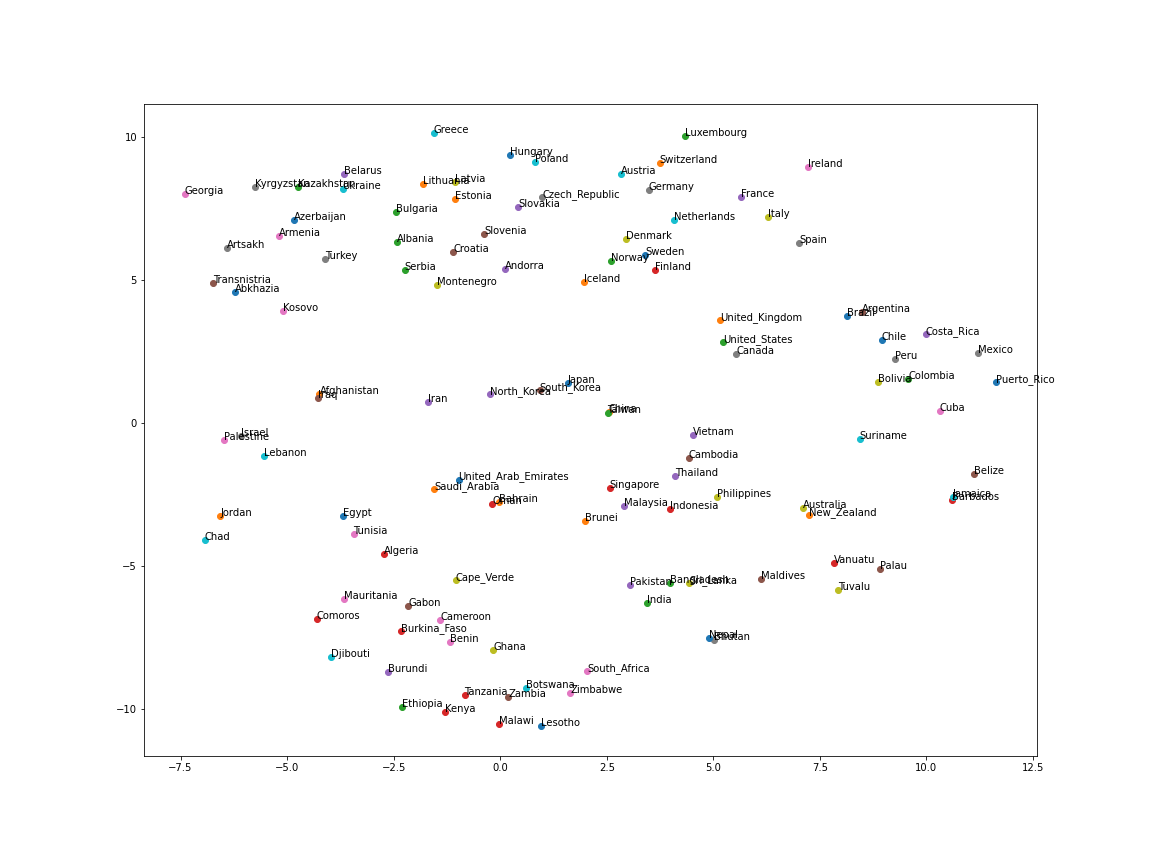 Greece
Luxembourg
10
Hungary
Poland
Switzerland
Ireland
Belarus
Austria
Latvia
Lithuania
Kyrgyzstan
Kazakhstan
Ukraine
Georgia
Germany
Estonia
Czech_Republic
France
Slovakia
Bulgaria
Azerbaijan
Netherlands
Italy
Armenia
Slovenia
Albania
Denmark
Spain
Artsakh
Croatia
Turkey
Sweden
Norway
Serbia
Andorra
Finland
5
Transnistria
Montenegro
Iceland
Abkhazia
Kosovo
Brazil
Argentina
United_Kingdom
Costa_Rica
United_States
Chile
Canada
Mexico
Peru
Colombia
Japan
Bolivia
Puerto_Rico
South_Korea
North_Korea
Afghanistan
Iraq
Iran
China
Taiwan
Cuba
0
Israel
Palestine
Vietnam
Suriname
Lebanon
Cambodia
Thailand
Belize
United_Arab_Emirates
Saudi_Arabia
Singapore
Philippines
Jamaica
Barbados
Bahrain
Oman
Malaysia
Indonesia
Australia
New_Zealand
Jordan
Egypt
Brunei
Chad
Tunisia
Algeria
Vanuatu
Palau
−5
Cape_Verde
Pakistan
Bangladesh
Sri_Lanka
Maldives
Tuvalu
Mauritania
Gabon
India
Comoros
Cameroon
Burkina_Faso
Benin
Nepal
Bhutan
Ghana
Djibouti
Burundi
South_Africa
Botswana
Tanzania
Zambia
Zimbabwe
Ethiopia
Kenya
−10
Malawi
Lesotho
−7.5 −5.0 −2.5 0.0 2.5 5.0 7.5 10.0 12.5